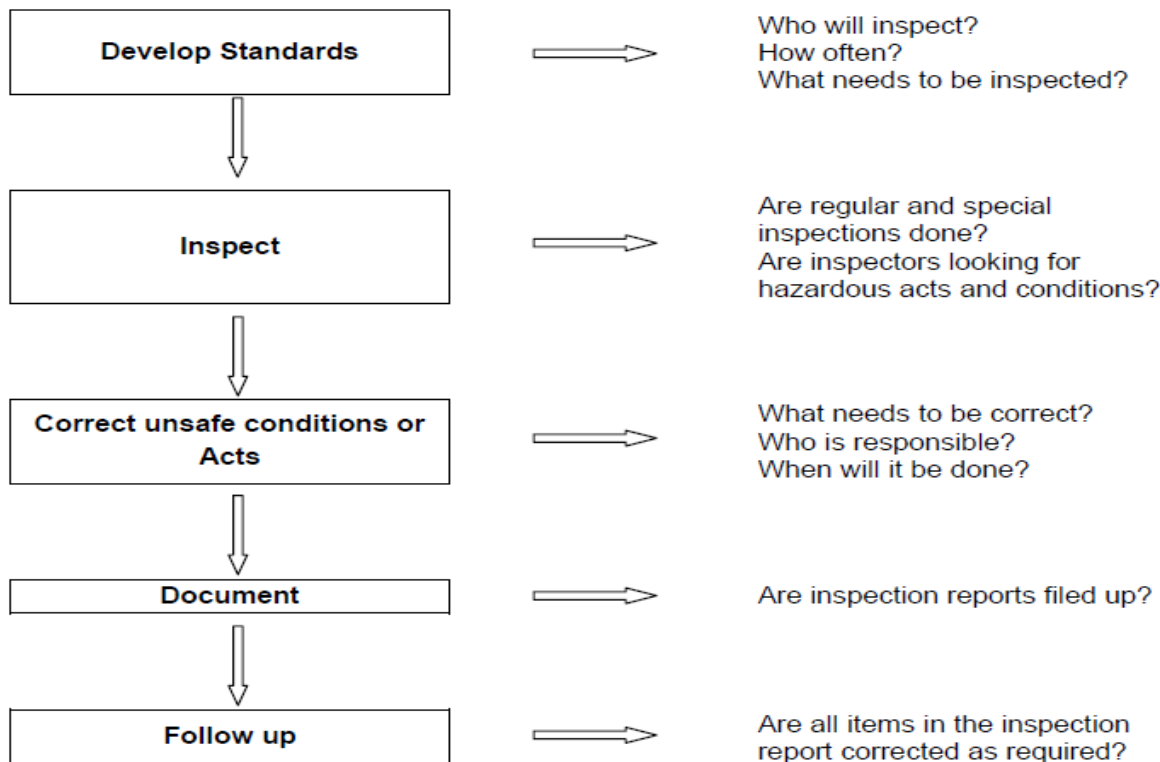 Develop Standards
Who will inspect?
How often?
What needs to be inspected?
Inspect
Are regular and special
inspections done?
Are inspectors looking for
hazardous acts and conditions?
Correct unsafe conditions or
Acts
What needs to be correct?
Who is responsible?
When will it be done?
Document
Are inspection reports filed up?
Follow up
Are all items in the inspection
report corrected as required?